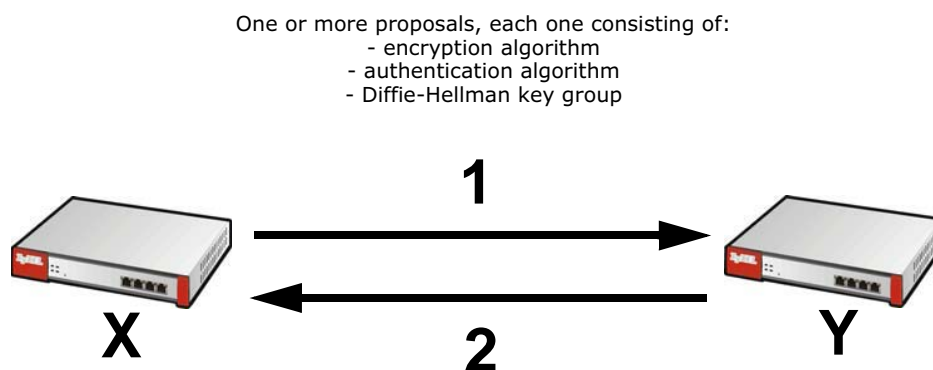 One or more proposals, each one consisting of:
- encryption algorithm
- authentication algorithm
- Diffie-Hellman key group
1
X
Y
2